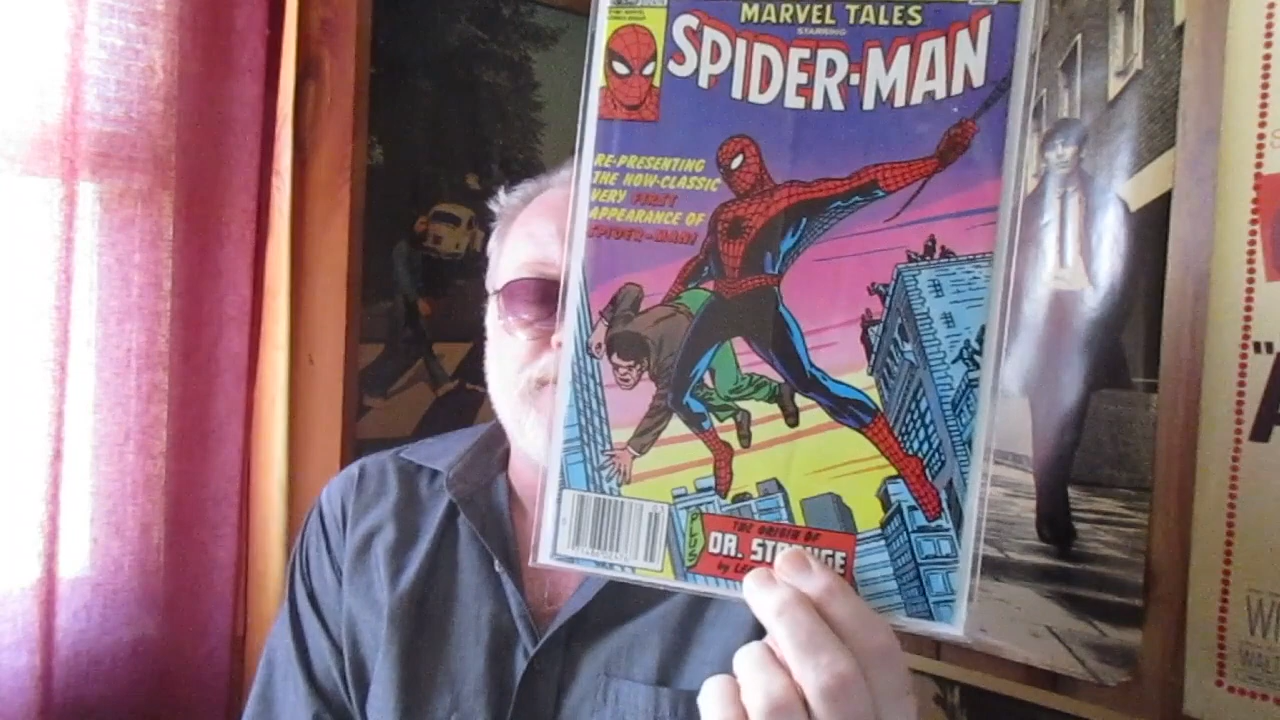 MARVEL TALES
STARRING
SPIDER-MAN
RE-PRESENTING
THE NOW-CLASSIC
VERY FIRST
APPEARANCE OF
SPIDER-MAN!
PLUS
THE ORIGIN OF
DR. STRANGE
by